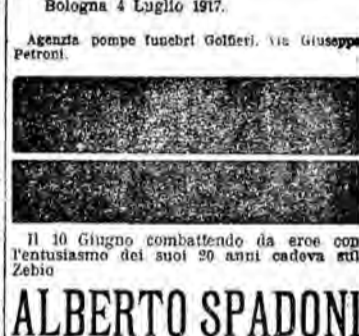 Bologna 4 Luglio 1917.
Agenzia pompe funebri Golfieri. Via Giuseppe
Petroni.
Il 10 Giugno combattendo da eroe con
l'entusiasmo dei suoi 20 anni cadeva sul
Zebio
ALBERTO SPADONI